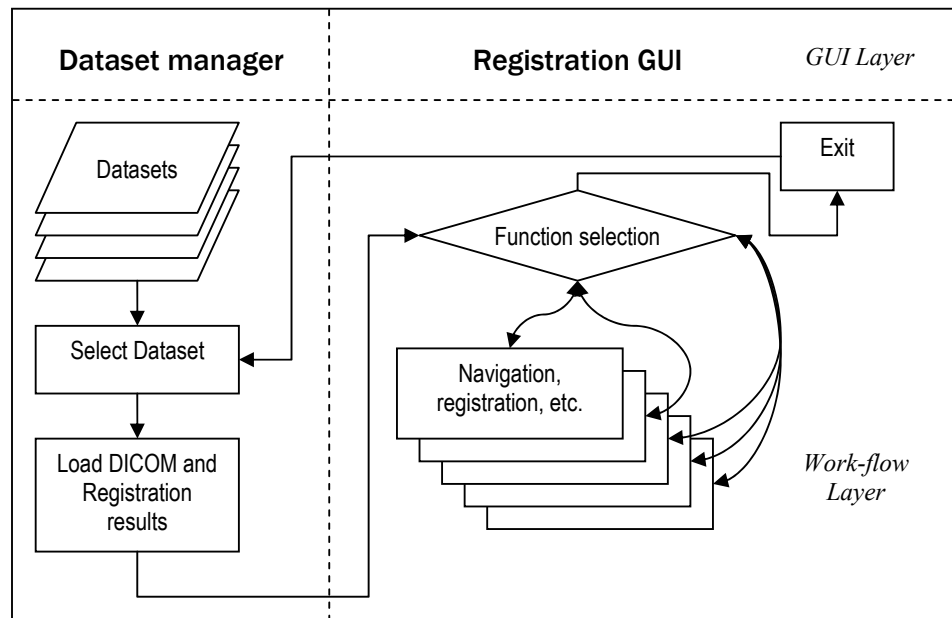 Dataset manager
Registration GUI
GUI Layer
Datasets
Exit
Function selection
Select Dataset
Navigation,
registration, etc.
Load DICOM and
Registration
results
Work-flow
Layer